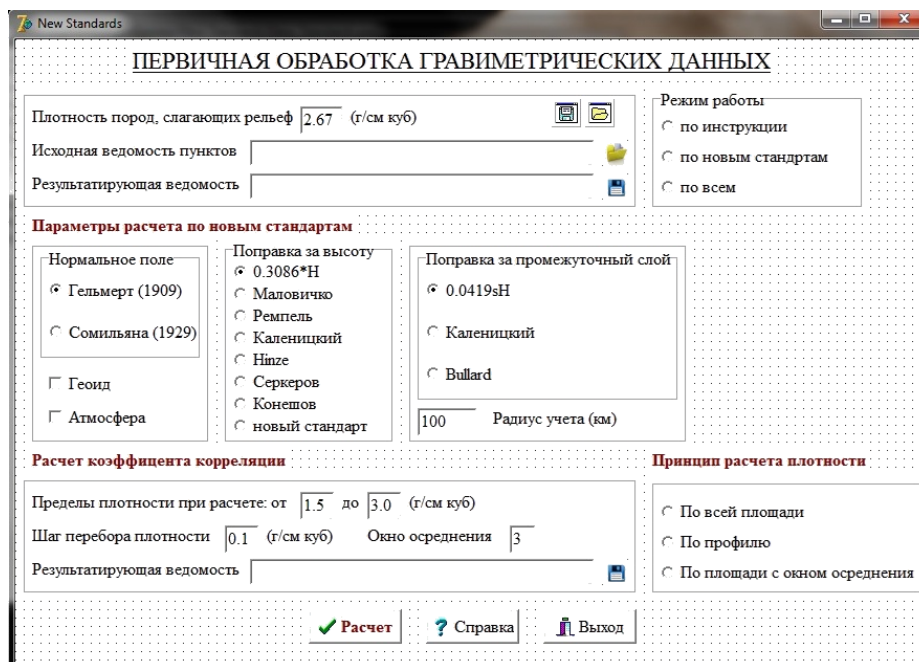 New Standards
ПЕРВИЧНАЯ ОБРАБОТКА ГРАВИМЕТРИЧЕСКИХ ДАННЫХ
Плотность пород, слагающих рельеф 2.67 (г/см куб)
Исходная ведомость пунктов
Результатирующая ведомость
Режим работы
по инструкции
по новым стандртам
по всем
Параметры расчета по новым стандартам
Нормальное поле
Гельмерт (1909)
Сомильяна (1929)
Геоид
Атмосфера
Поправка за высоту
0.3086*H
Маловичко
Ремпель
Каленицкий
Hinze
Серкеров
Конешов
новый стандарт
Поправка за промежуточный слой
0.0419sH
Каленицкий
Bullard
100 Радиус учета (км)
Расчет коэффицента корреляции
Пределы плотности при расчете: от 1.5 до 3.0 (г/см куб)
Шаг перебора плотности 0.1 (г/см куб) Окно осреднения 3
Результатирующая ведомость
Принцип расчета плотности
По всей площади
По профилю
По площади с окном осреднения
Расчет
Справка
Выход